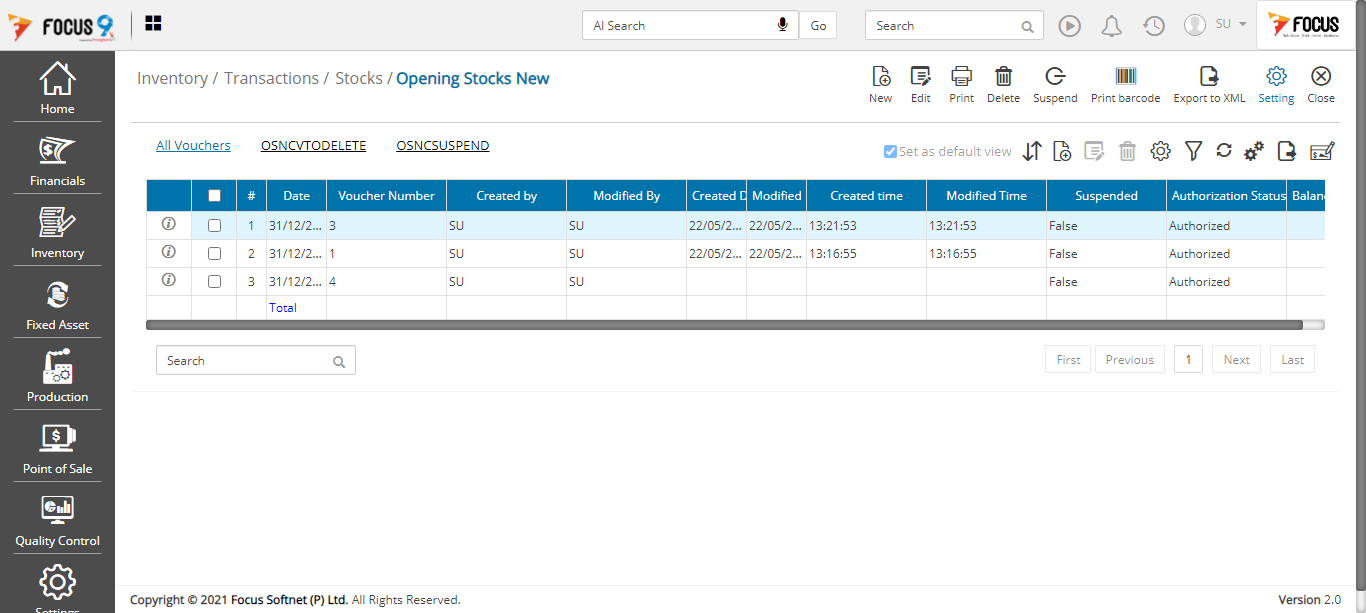 FOCUS 9
AI Search
Go
Search
SU
FOCUS
Home
Financials
Inventory
Fixed Asset
Production
Point of Sale
Quality Control
Settings
Inventory / Transactions / Stocks / Opening Stocks New
New Edit Print Delete Suspend Print barcode Export to XML Setting Close
All Vouchers OSNCVTODELETE OSNCSUSPEND
Set as default view
# Date Voucher Number Created by Modified By Created D Modified Created time Modified Time Suspended Authorization Status Balan
1 31/12/2... 3 SU SU 22/05/2... 22/05/2... 13:21:53 13:21:53 False Authorized
2 31/12/2... 1 SU SU 22/05/2... 22/05/2... 13:16:55 13:16:55 False Authorized
3 31/12/2... 4 SU SU False Authorized
Total
Search
First Previous 1 Next Last
Copyright © 2021 Focus Softnet (P) Ltd. All Rights Reserved.
Version 2.0